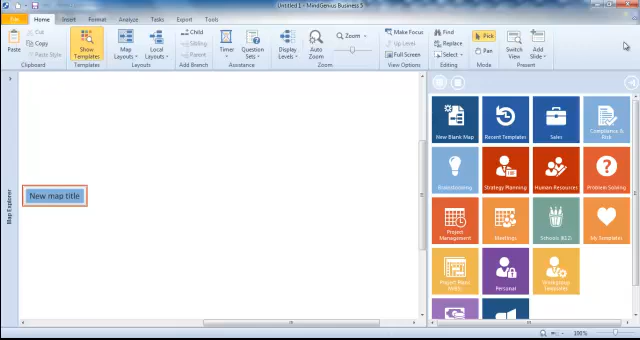 Untitled 1 - MindGenius Business 5
File
Home
Insert
Format
Analyze
Tasks
Export
Tools
Paste
Cut
Copy
Paste Style
Clipboard
Show Templates
Templates
Map Layouts
Local Layouts
Layouts
Child
Sibling
Parent
Add Branch
Timer
Question Sets
Assistance
Display Levels
Auto Zoom
Zoom
Zoom
Make Focus
Up Level
Full Screen
View Options
Find
Replace
Select
Editing
Pick
Pan
Mode
Switch View
Add Slide
Present
Map Explorer
New map title
New Blank Map
Recent Templates
Sales
Compliance & Risk
Brainstorming
Strategy Planning
Human Resources
Problem Solving
Project Management
Meetings
Schools
My Templates
Personal
Workgroup Templates
100%